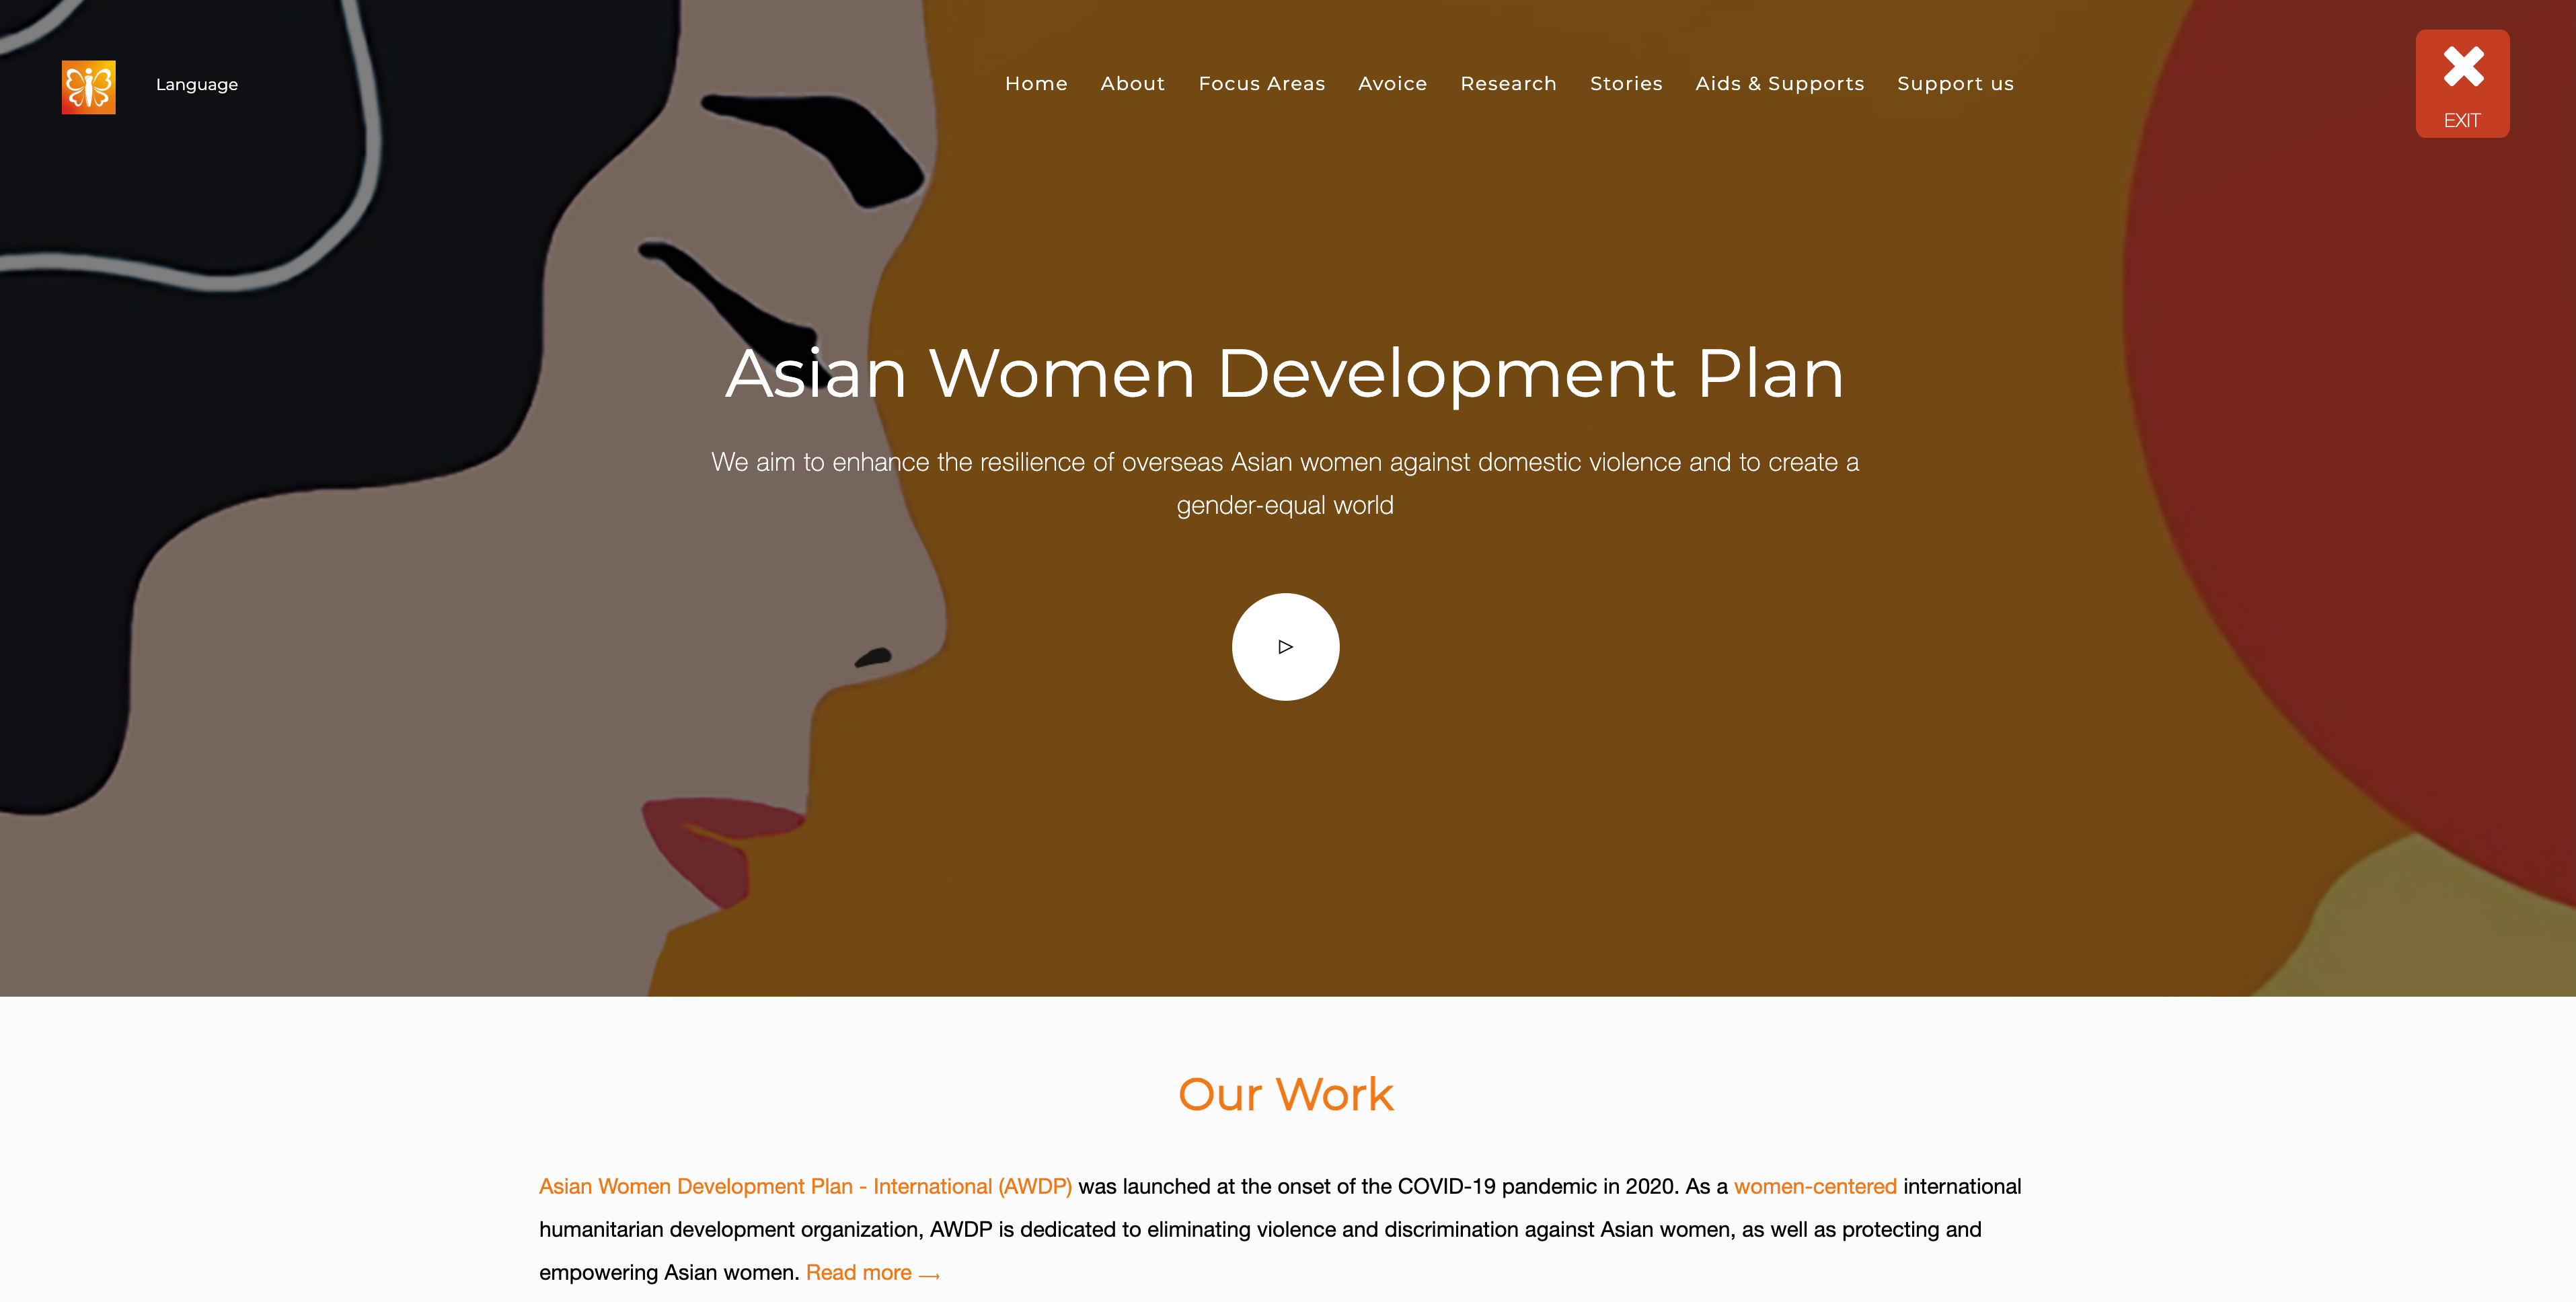 Language
Home About Focus Areas Avoice Research Stories Aids & Supports Support us
EXIT
Asian Women Development Plan
We aim to enhance the resilience of overseas Asian women against domestic violence and to create a
gender-equal world
Our Work
Asian Women Development Plan - International (AWDP) was launched at the onset of the COVID-19 pandemic in 2020. As a women-centered international
humanitarian development organization, AWDP is dedicated to eliminating violence and discrimination against Asian women, as well as protecting and
empowering Asian women. Read more →